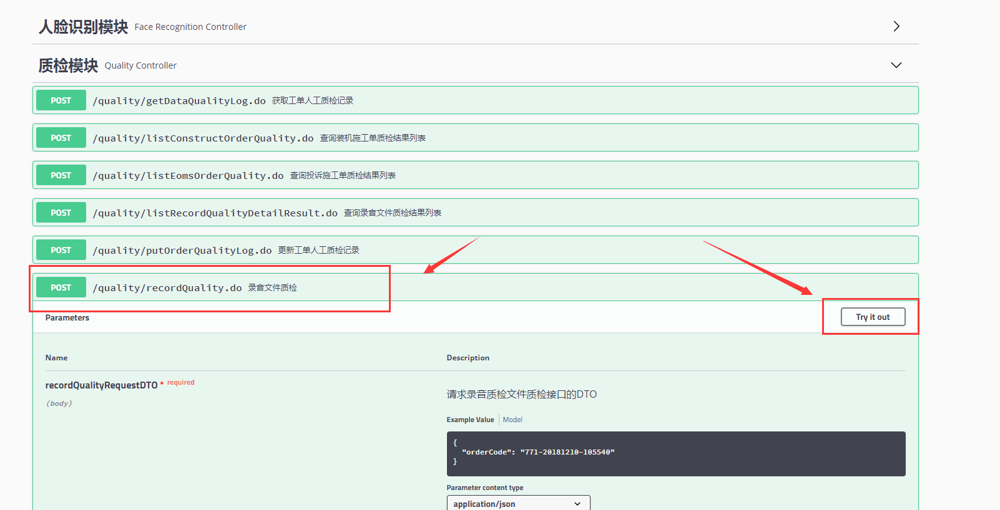 人脸识别模块 Face Recognition Controller
质检模块 Quality Controller
POST /quality/getDataQualityLog.do 获取工单人工质检记录
POST /quality/listConstructOrderQuality.do 查询装机施工单质检结果列表
POST /quality/listEomsOrderQuality.do 查询投诉施工单质检结果列表
POST /quality/listRecordQualityDetailResult.do 查询录音文件质检结果列表
POST /quality/putOrderQualityLog.do 更新工单人工质检记录
POST /quality/recordQuality.do 录音文件质检
Parameters Try it out
Name Description
recordQualityRequestDTO * required
(body)
请求录音质检文件质检接口的DTO
Example Value Model
{
"orderCode": "771-20181210-105540"
}
Parameter content type
application/json